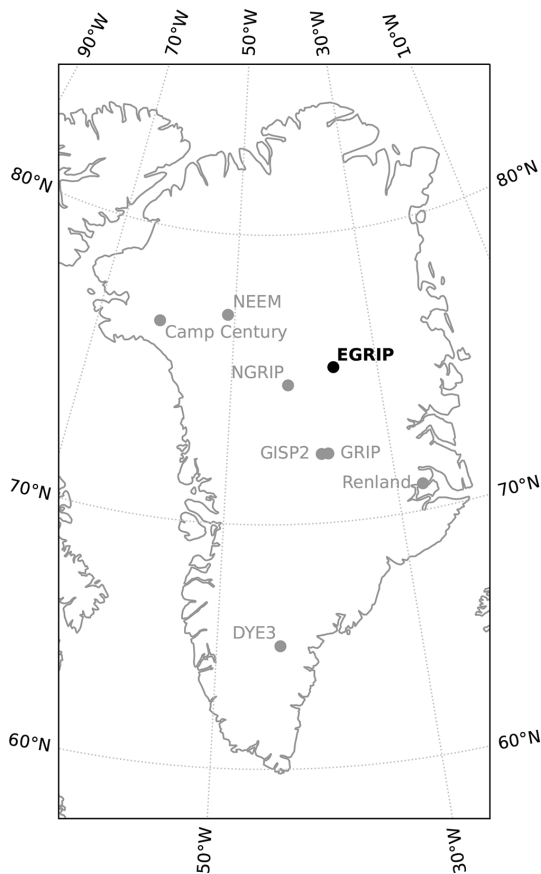 90°W
70°W
50°W
30°W
10°W
80°N
80°N
NEEM
Camp Century
EGRIP
NGRIP
GISP2
GRIP
Renland
70°N
70°N
DYE3
60°N
60°N
50°W
30°W